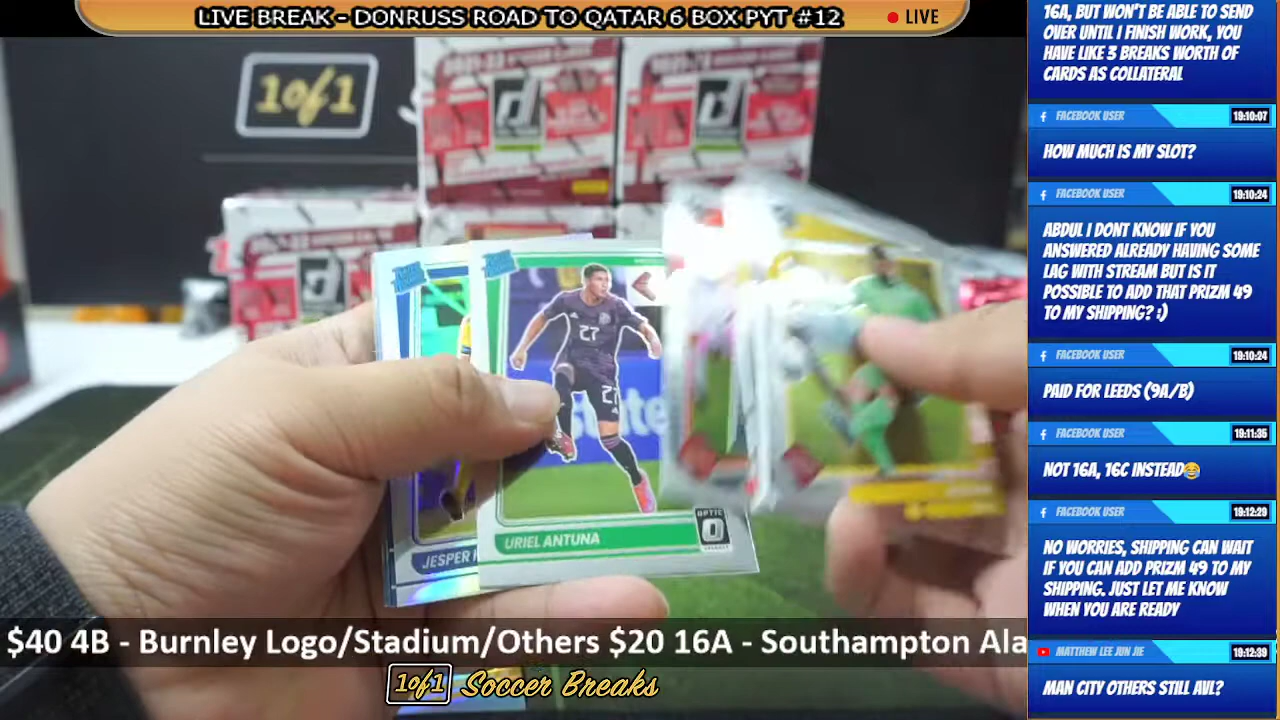 LIVE BREAK - DONRUSS ROAD TO QATAR 6 BOX PYT #12
LIVE
1of1
27
27
URIEL ANTUNA
OPTIC
JESPER
$40 4B - Burnley Logo/Stadium/Others $20 16A - Southampton Ala
1of1 Soccer Breaks
16A, BUT WON'T BE ABLE TO SEND
OVER UNTIL I FINISH WORK, YOU
HAVE LIKE 3 BREAKS WORTH OF
CARDS AS COLLATERAL
FACEBOOK USER 19:10:07
HOW MUCH IS MY SLOT?
FACEBOOK USER 19:10:24
ABDUL I DONT KNOW IF YOU
ANSWERED ALREADY HAVING SOME
LAG WITH STREAM BUT IS IT
POSSIBLE TO ADD THAT PRIZM 49
TO MY SHIPPING? :)
FACEBOOK USER 19:10:24
PAID FOR LEEDS (9A/B)
FACEBOOK USER 19:11:35
NOT 16A, 16C INSTEAD😂
FACEBOOK USER 19:12:29
NO WORRIES, SHIPPING CAN WAIT
IF YOU CAN ADD PRIZM 49 TO MY
SHIPPING. JUST LET ME KNOW
WHEN YOU ARE READY
MATTHEW LEE JUN JIE 19:12:39
MAN CITY OTHERS STILL AVL?